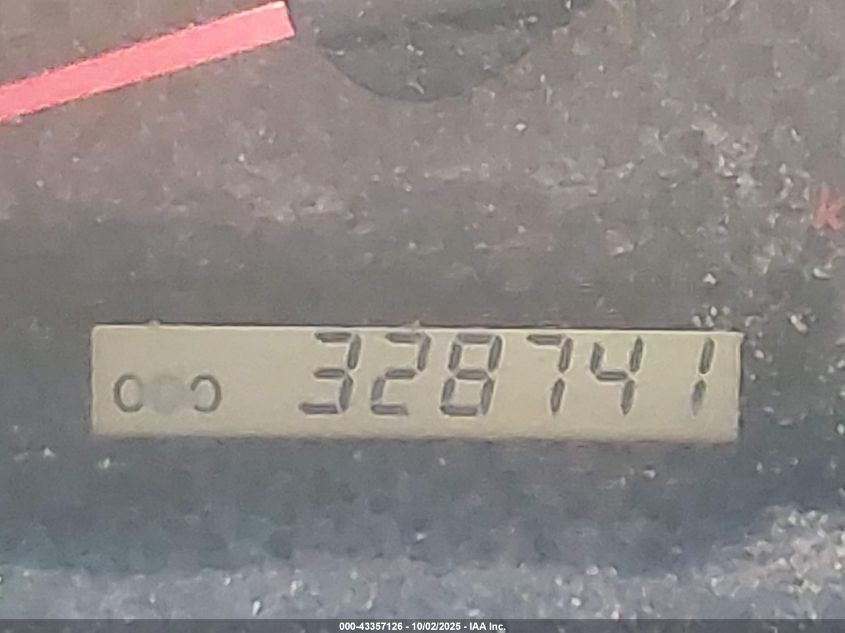 ODO 328741
000-43357126 - 10/02/2025 - IAA Inc.